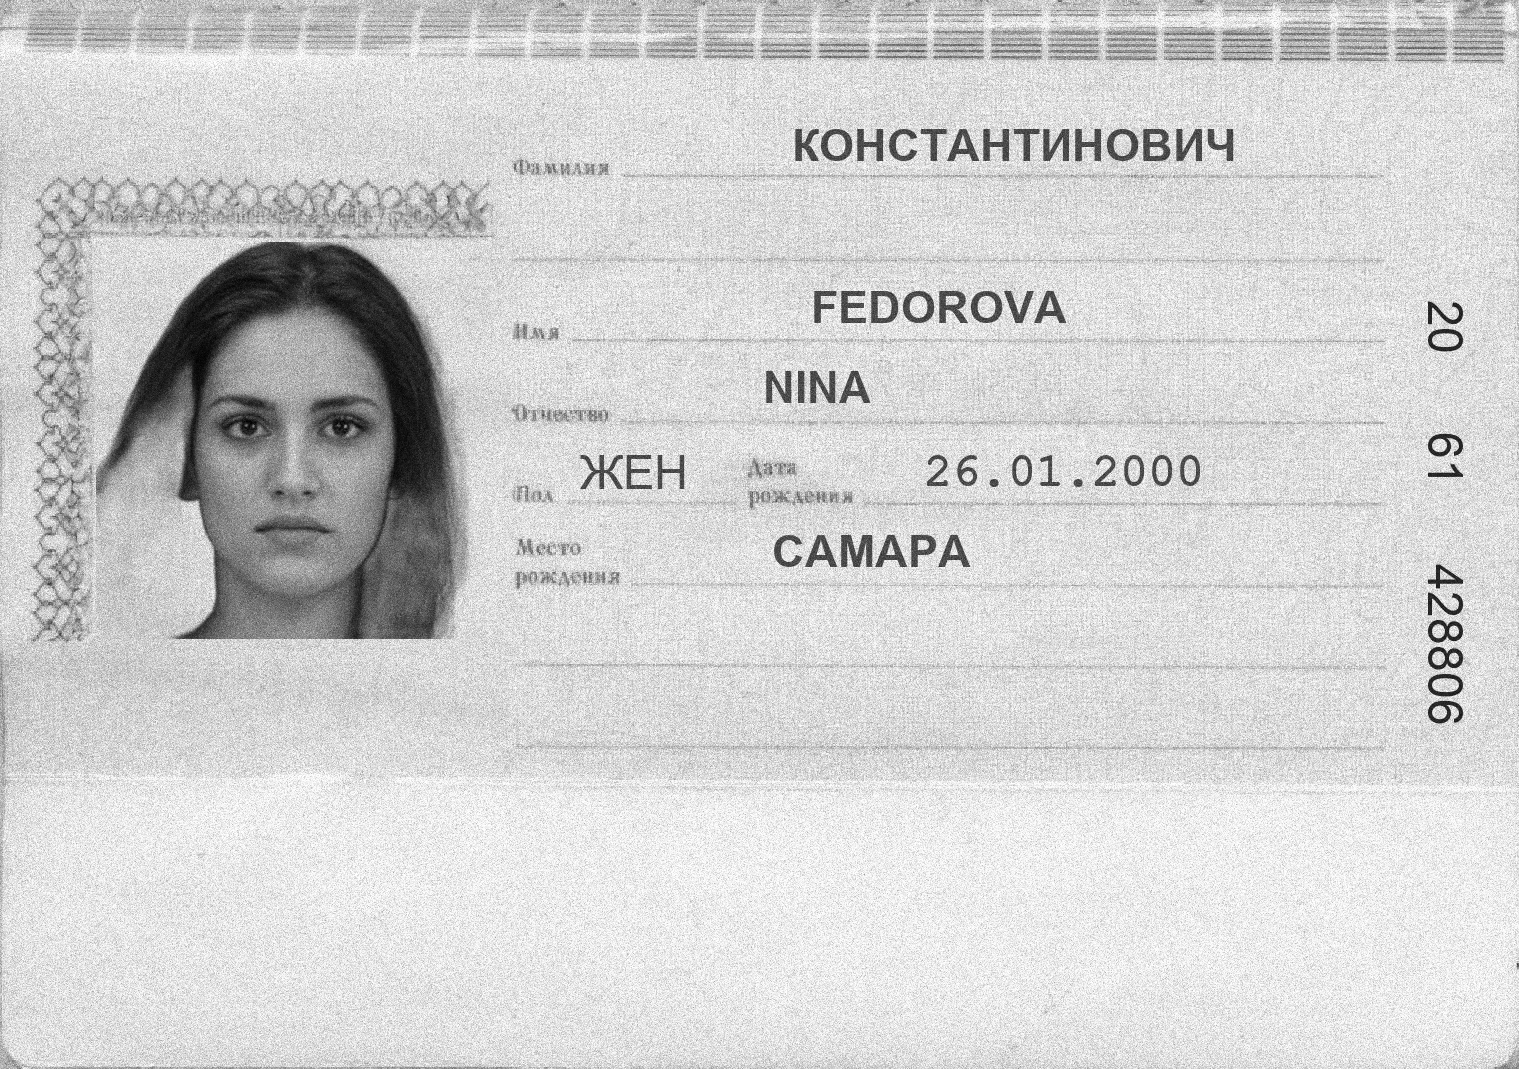 Фамилия КОНСТАНТИНОВИЧ
Имя FEDOROVA
Отчество NINA
Пол ЖЕН Дата рождения 26.01.2000
Место рождения САМАРА
20 61 428806